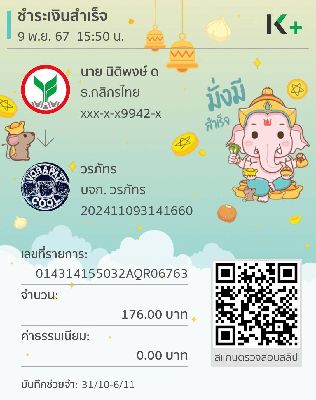 ชำระเงินสำเร็จ
9 พ.ย. 67 15:50 น.
K+
นาย นิติพงษ์ ด
ธ.กสิกรไทย
xxx-x-x9942-x
มั่งมี
สำเร็จ
VORAPAT
COOL
วรภัทร
บจก. วรภัทร
202411093141660
เลขที่รายการ:
014314155032AQR06763
จำนวน:
176.00 บาท
ค่าธรรมเนียม:
0.00 บาท
สแกนตรวจสอบสลิป
บันทึกช่วยจำ: 31/10-6/11